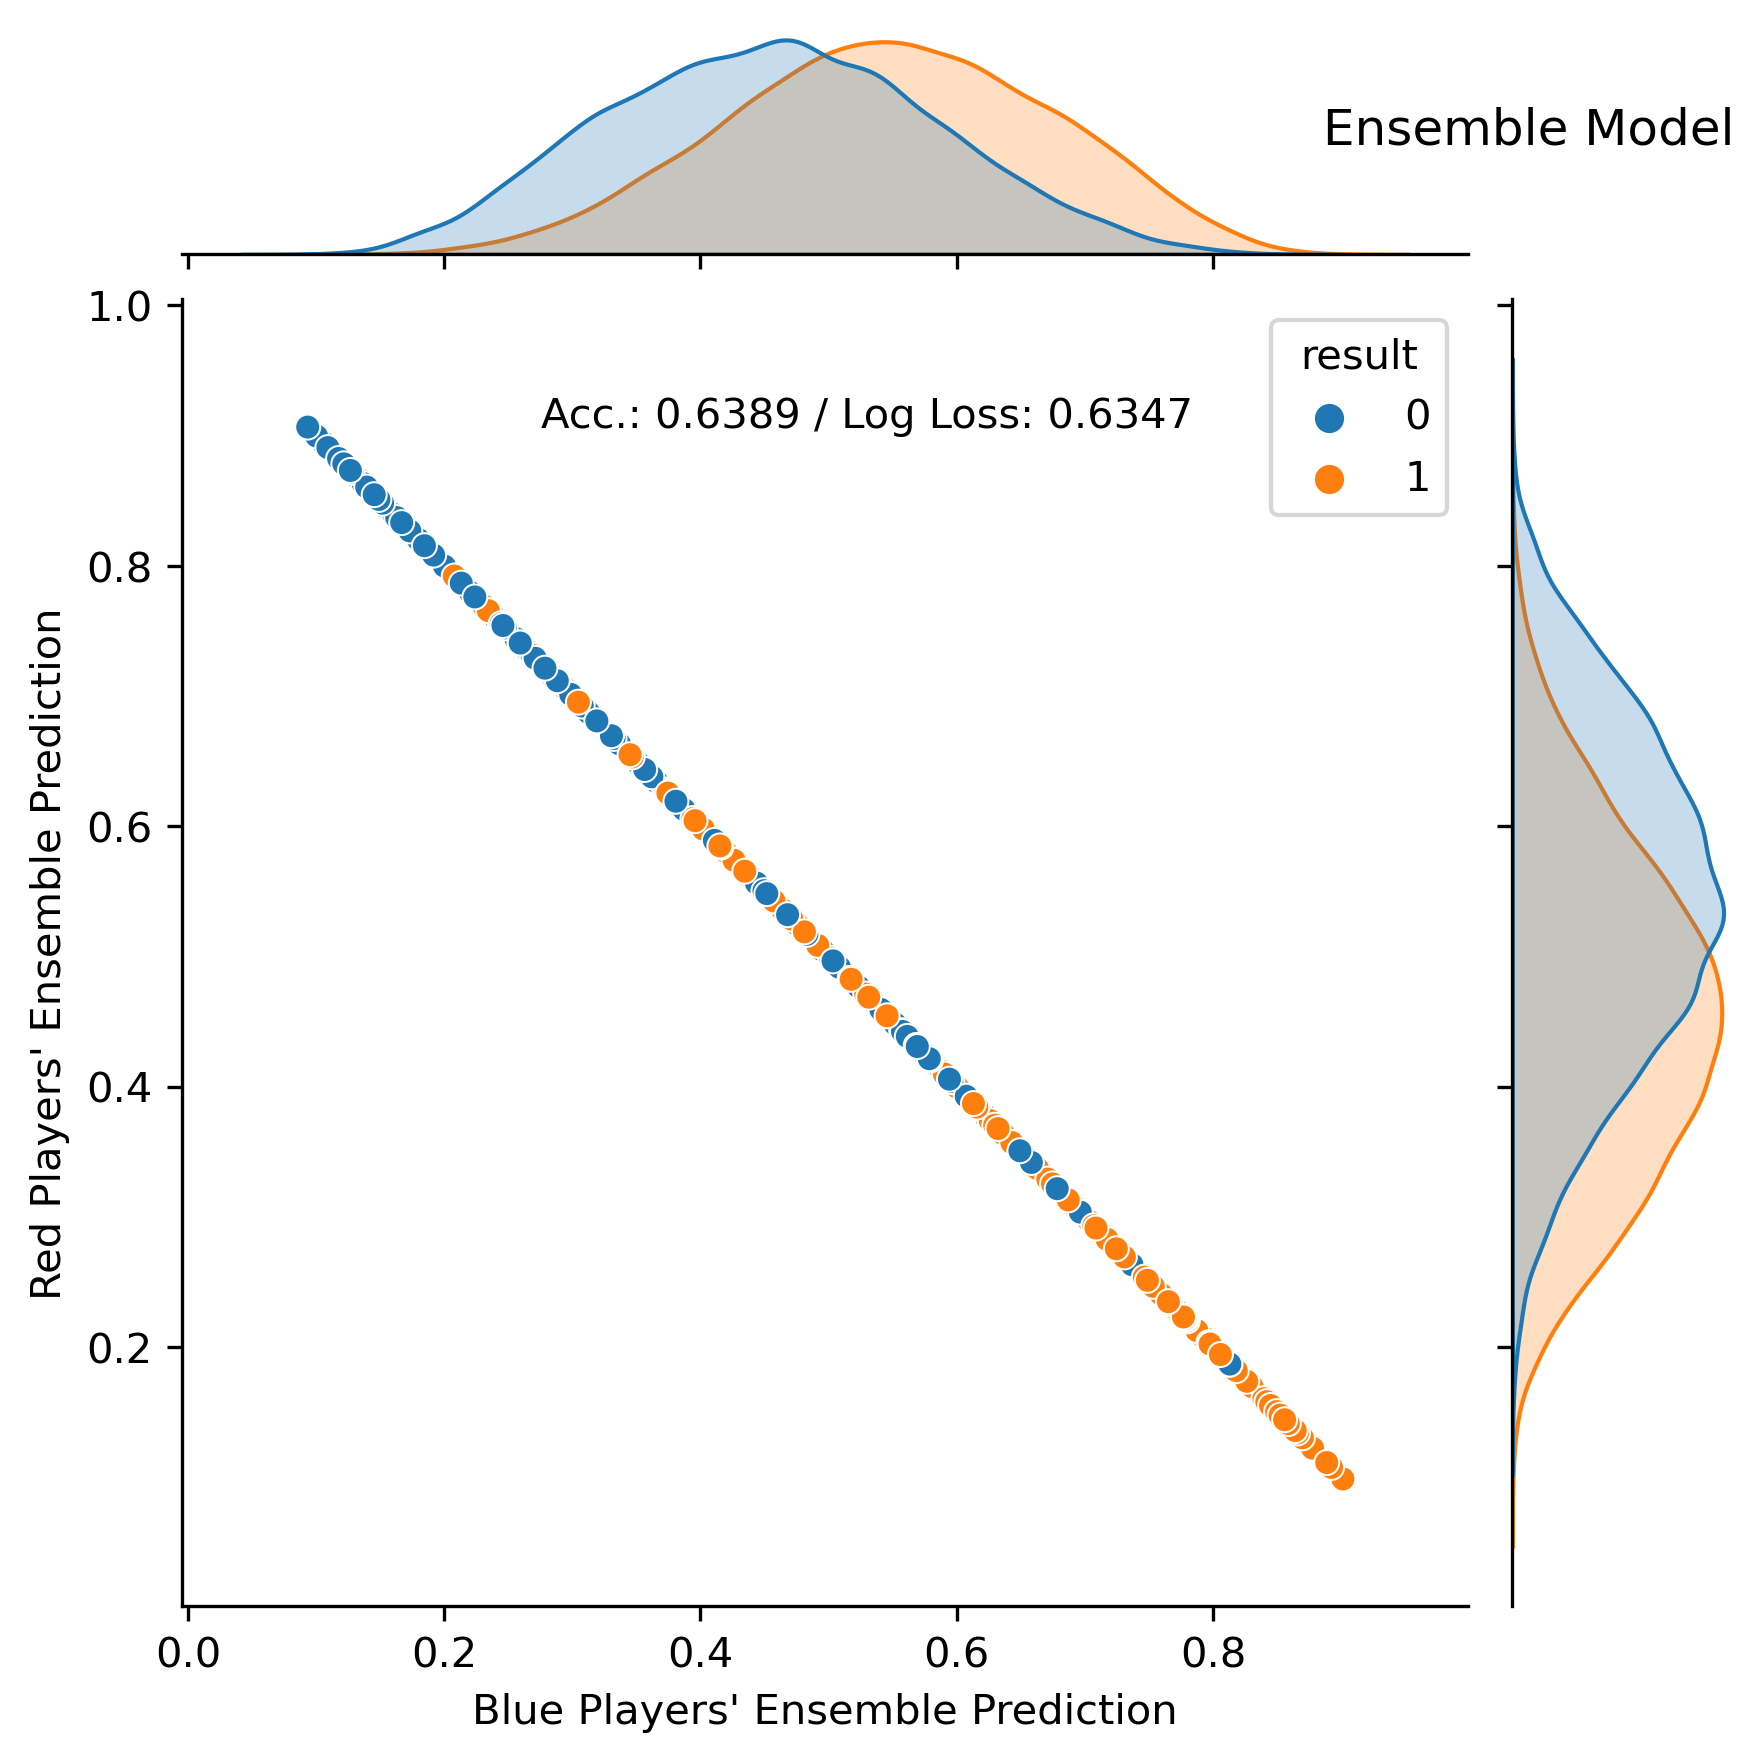 Ensemble Model
1.0
0.8
0.6
0.4
0.2
Red Players' Ensemble Prediction
Acc.: 0.6389 / Log Loss: 0.6347
result
0
1
0.0 0.2 0.4 0.6 0.8
Blue Players' Ensemble Prediction